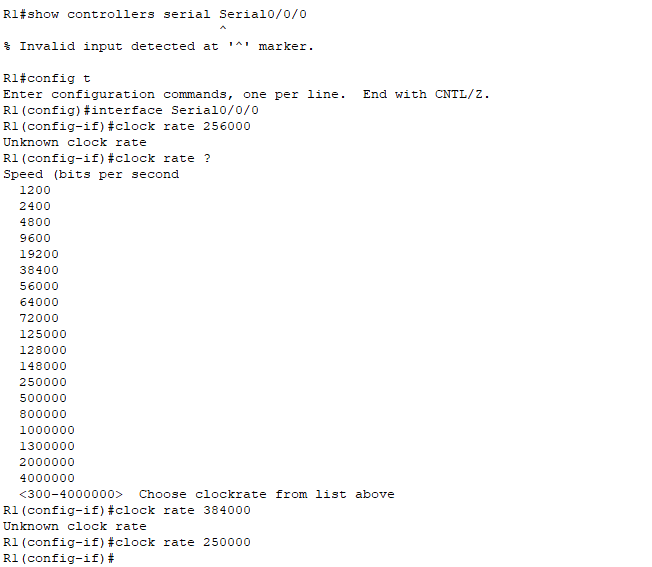 R1#show controllers serial Serial0/0/0
^
% Invalid input detected at '^' marker.
R1#config t
Enter configuration commands, one per line.  End with CNTL/Z.
R1(config)#interface Serial0/0/0
R1(config-if)#clock rate 256000
Unknown clock rate
R1(config-if)#clock rate ?
Speed (bits per second
  1200
  2400
  4800
  9600
  19200
  38400
  56000
  64000
  72000
  125000
  128000
  148000
  250000
  500000
  800000
  1000000
  1300000
  2000000
  4000000
  <300-4000000>  Choose clockrate from list above
R1(config-if)#clock rate 384000
Unknown clock rate
R1(config-if)#clock rate 250000
R1(config-if)#